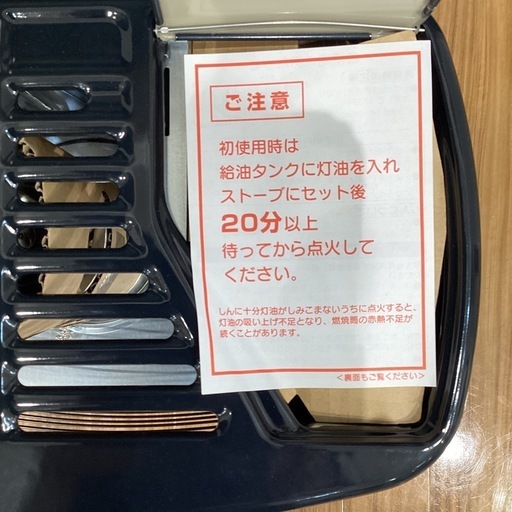 ご注意
初使用時は
給油タンクに灯油を入れ
ストーブにセット後
20分以上
待ってから点火して
ください。
しんに十分灯油がしみこまないうちに点火すると、
灯油の吸い上げ不足となり、燃焼筒の赤熱不足が
続くことがあります。
<裏面もご覧ください>